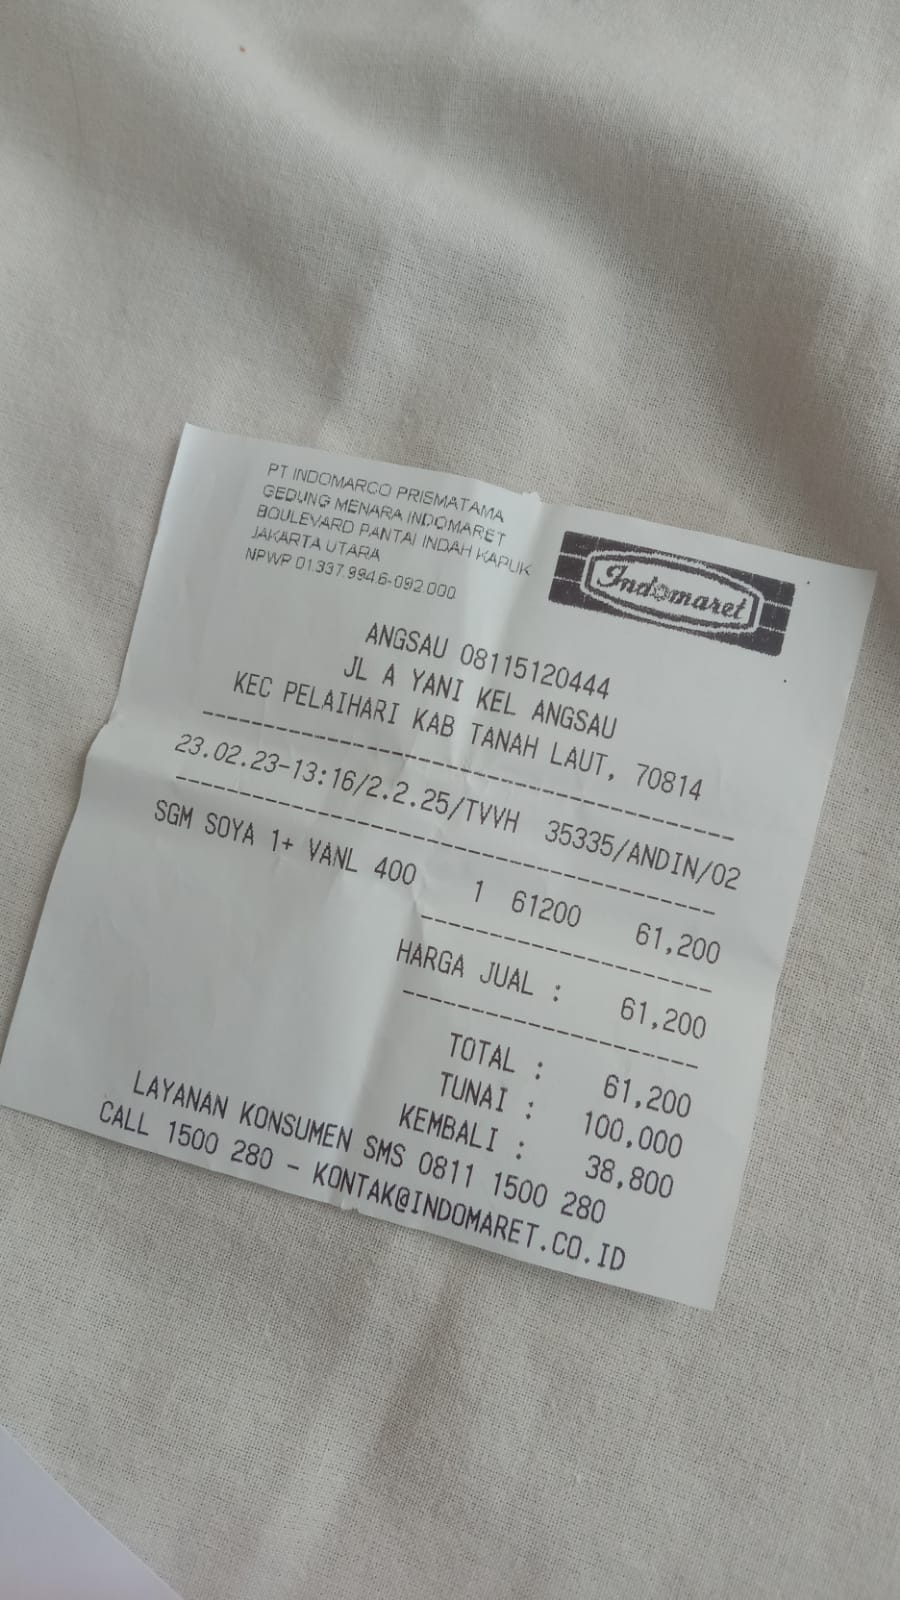 PT INDOMARCO PRISMATAMA
GEDUNG MENARA INDOMARET
BOULEVARD PANTAI INDAH KAPUK
JAKARTA UTARA
NPWP 01.337.994.6-092.000
Indomaret
ANGSAU 08115120444
JL A YANI KEL ANGSAU
KEC PELAIHARI KAB TANAH LAUT, 70814
23.02.23-13:16/2.2.25/TVVH 35335/ANDIN/02
SGM SOYA 1+ VANL 400 1 61200 61,200
HARGA JUAL : 61,200
TOTAL : 61,200
TUNAI : 100,000
KEMBALI : 38,800
LAYANAN KONSUMEN SMS 0811 1500 280
CALL 1500 280 - KONTAK@INDOMARET.CO.ID